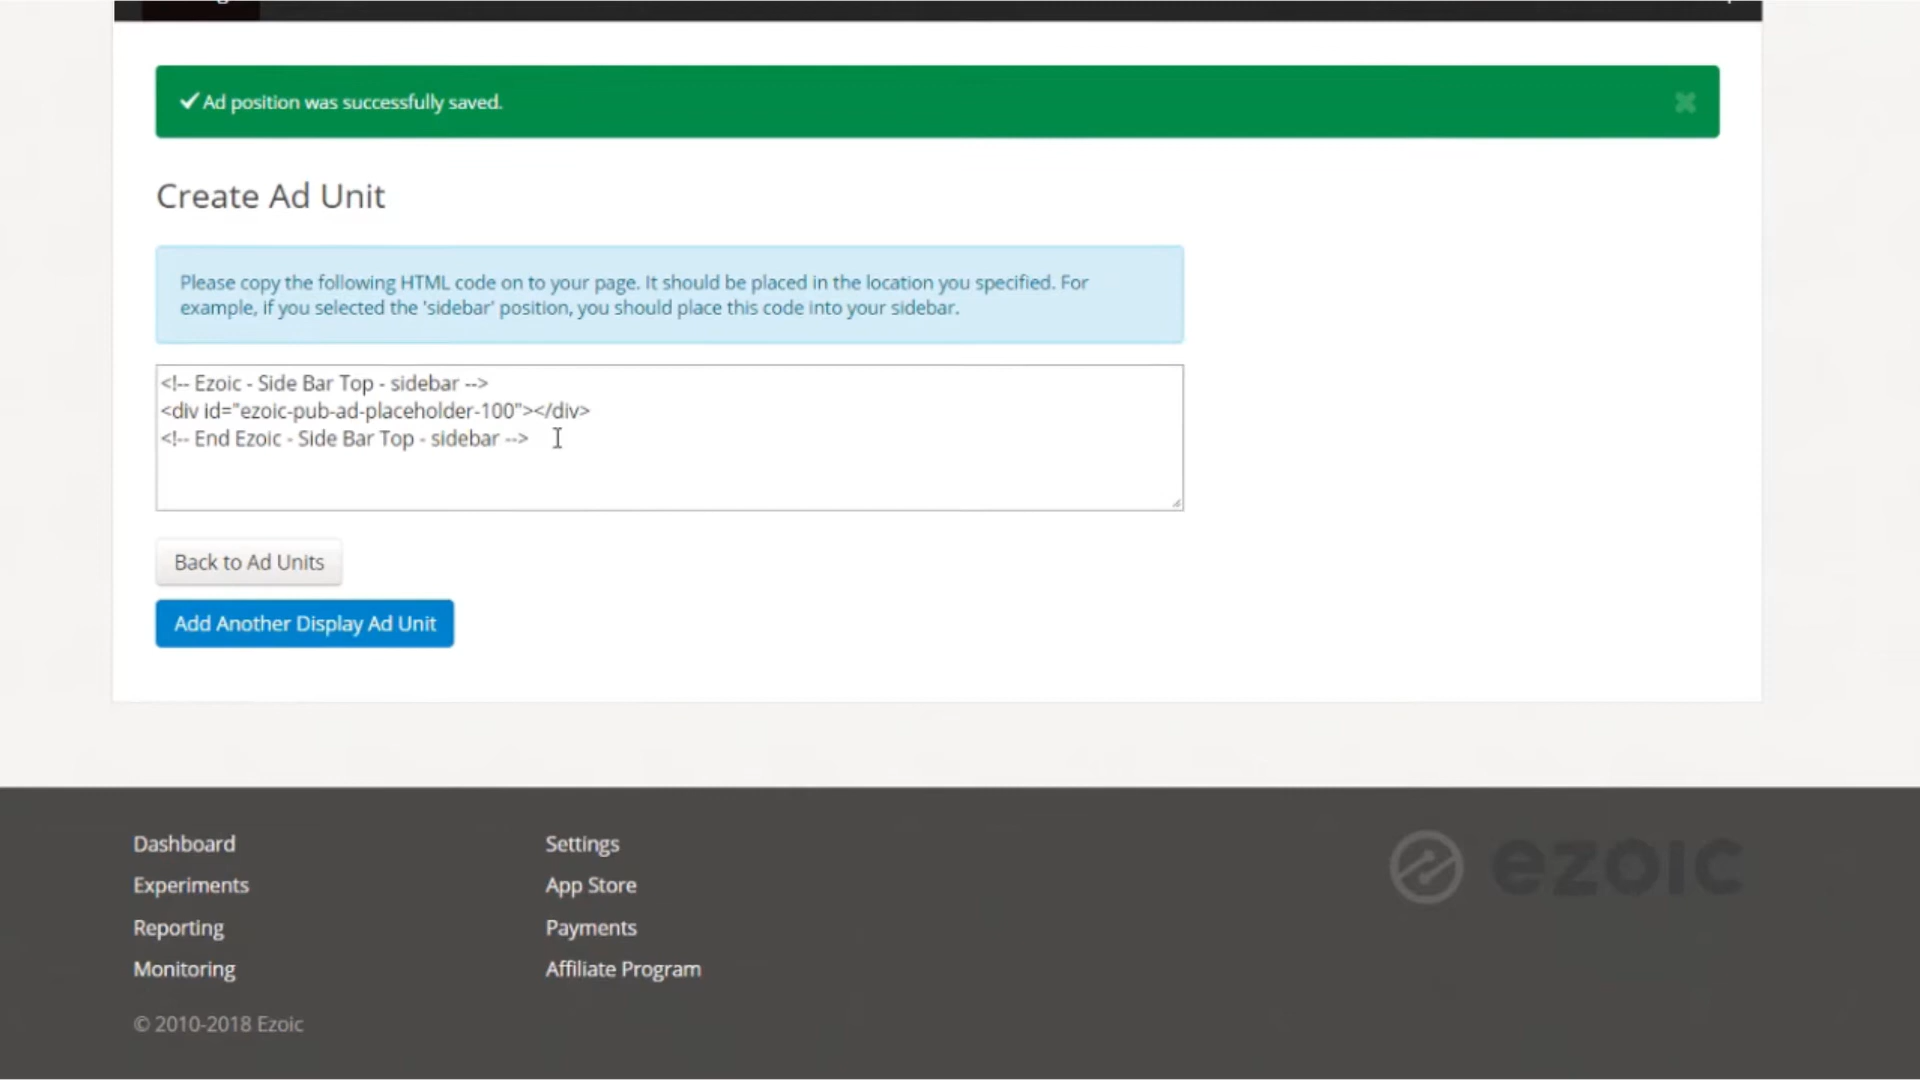 Ad position was successfully saved.
Create Ad Unit
Please copy the following HTML code on to your page. It should be placed in the location you specified. For
example, if you selected the 'sidebar' position, you should place this code into your sidebar.
<!-- Ezoic - Side Bar Top - sidebar -->
<div id="ezoic-pub-ad-placeholder-100"></div>
<!-- End Ezoic - Side Bar Top - sidebar -->
Back to Ad Units
Add Another Display Ad Unit
Dashboard
Experiments
Reporting
Monitoring
Settings
App Store
Payments
Affiliate Program
ezoic
© 2010-2018 Ezoic